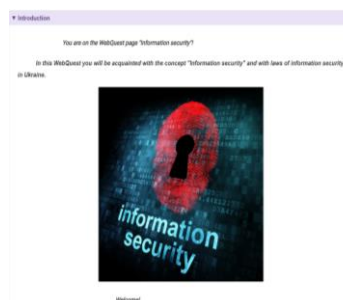 ▼ Introduction
You are on the WebQuest page "Information security"!
In this WebQuest you will be acquainted with the concept "Information security" and with laws of information security
in Ukraine.
information
security
Welcome!